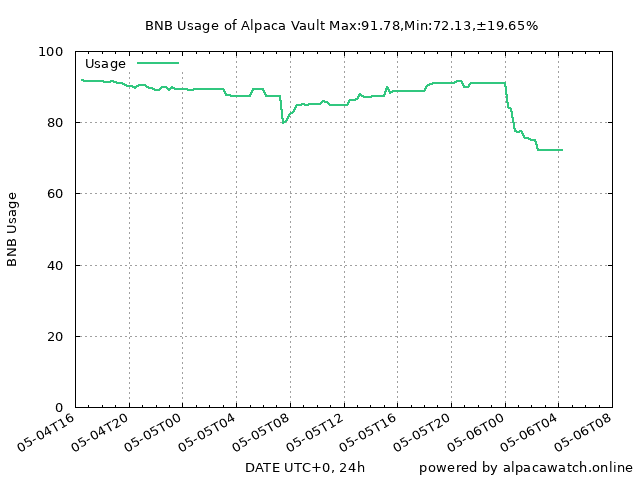 BNB Usage of Alpaca Vault Max:91.78,Min:72.13,±19.65%
Usage
100
80
60
40
20
0
BNB Usage
05-04T16
05-04T20
05-05T00
05-05T04
05-05T08
05-05T12
05-05T16
05-05T20
05-06T00
05-06T04
05-06T08
DATE UTC+0, 24h
powered by alpacawatch.online